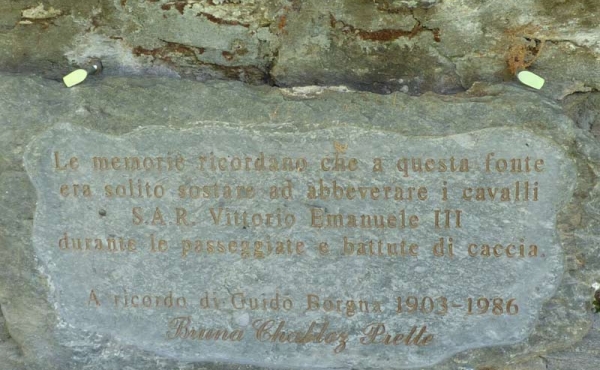 Le memorie ricordano che a questa fonte
era solito sostare ad abbeverare i cavalli
S.A.R. Vittorio Emanuele III
durante le passeggiate e battute di caccia
A ricordo di Guido Borgna 1903-1986
Bruna Chabloz Piette